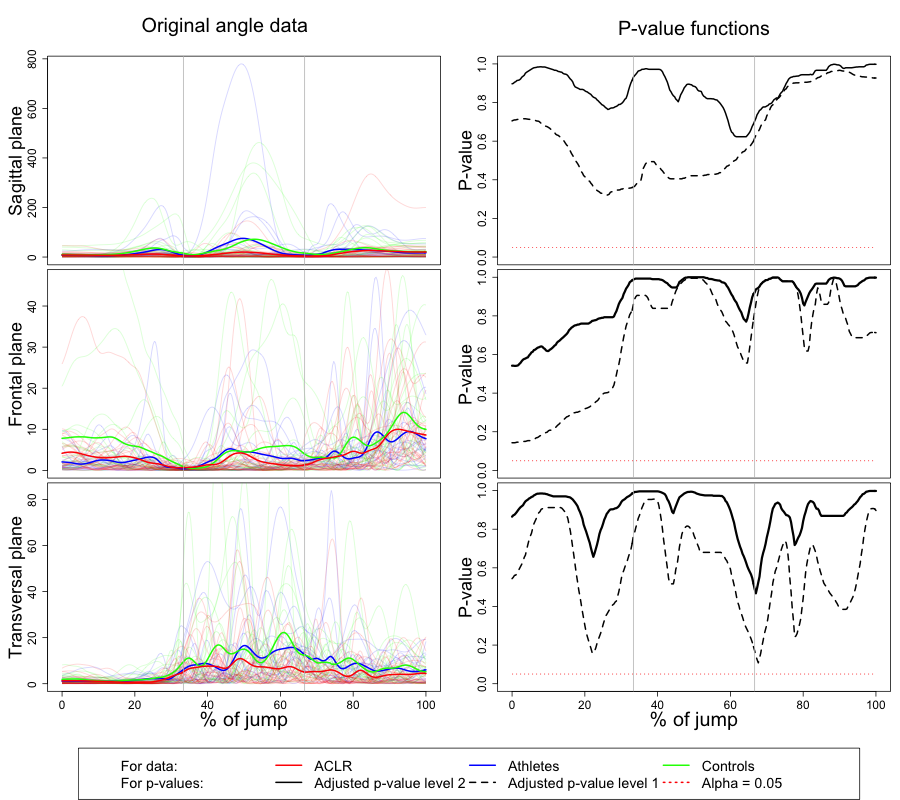 Original angle data
P-value functions
Sagittal plane
0 200 400 600 800
P-value
0.0 0.2 0.4 0.6 0.8 1.0
Frontal plane
0 10 20 30 40
P-value
0.0 0.2 0.4 0.6 0.8 1.0
Transversal plane
0 20 40 60 80
P-value
0.0 0.2 0.4 0.6 0.8 1.0
0 20 40 60 80 100
0 20 40 60 80 100
% of jump
% of jump
For data: ACLR Athletes Controls
For p-values: Adjusted p-value level 2 Adjusted p-value level 1 Alpha = 0.05